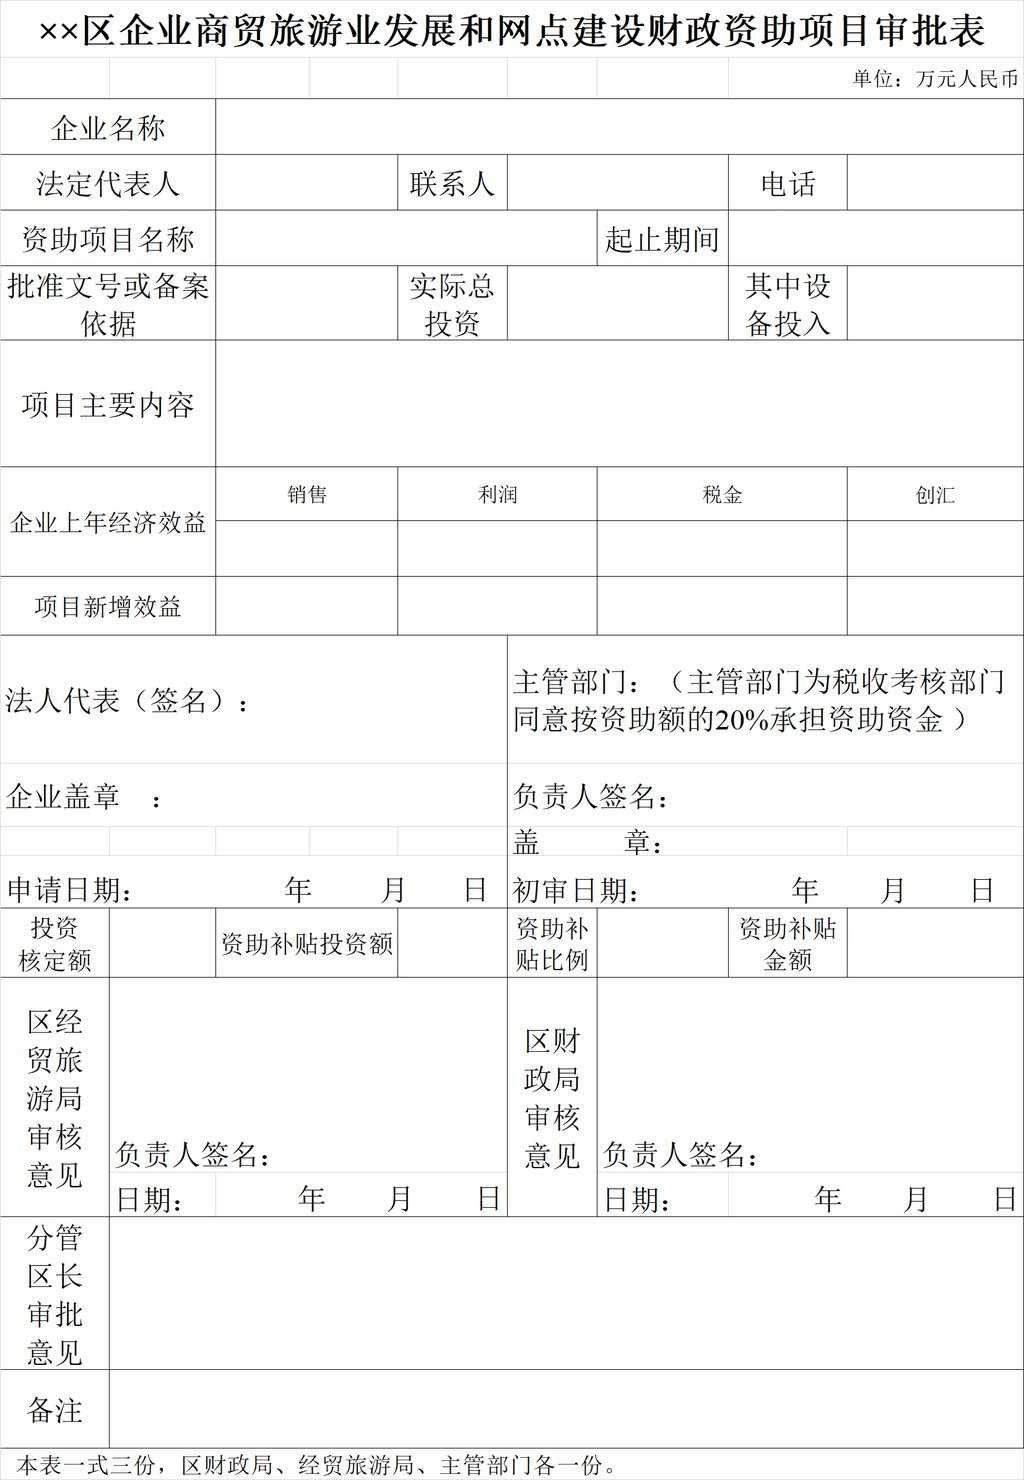 ××区企业商贸旅游业发展和网点建设财政资助项目审批表
单位：万元人民币
企业名称
法定代表人 联系人 电话
资助项目名称 起止期间
批准文号或备案 实际总 其中设
依据 投资 备投入
项目主要内容
销售 利润 税金 创汇
企业上年经济效益
项目新增效益
法人代表（签名）：
主管部门：（主管部门为税收考核部门
同意按资助额的20%承担资助资金 ）
企业盖章 ： 负责人签名：
盖 章：
申请日期： 年 月 日 初审日期： 年 月 日
投资
核定额
资助补贴投资额
资助补
贴比例
资助补贴
金额
区经
贸旅
游局
审核
意见
负责人签名：
日期： 年 月 日
区财
政局
审核
意见
负责人签名：
日期： 年 月 日
分管
区长
审批
意见
备注
本表一式三份，区财政局、经贸旅游局、主管部门各一份。